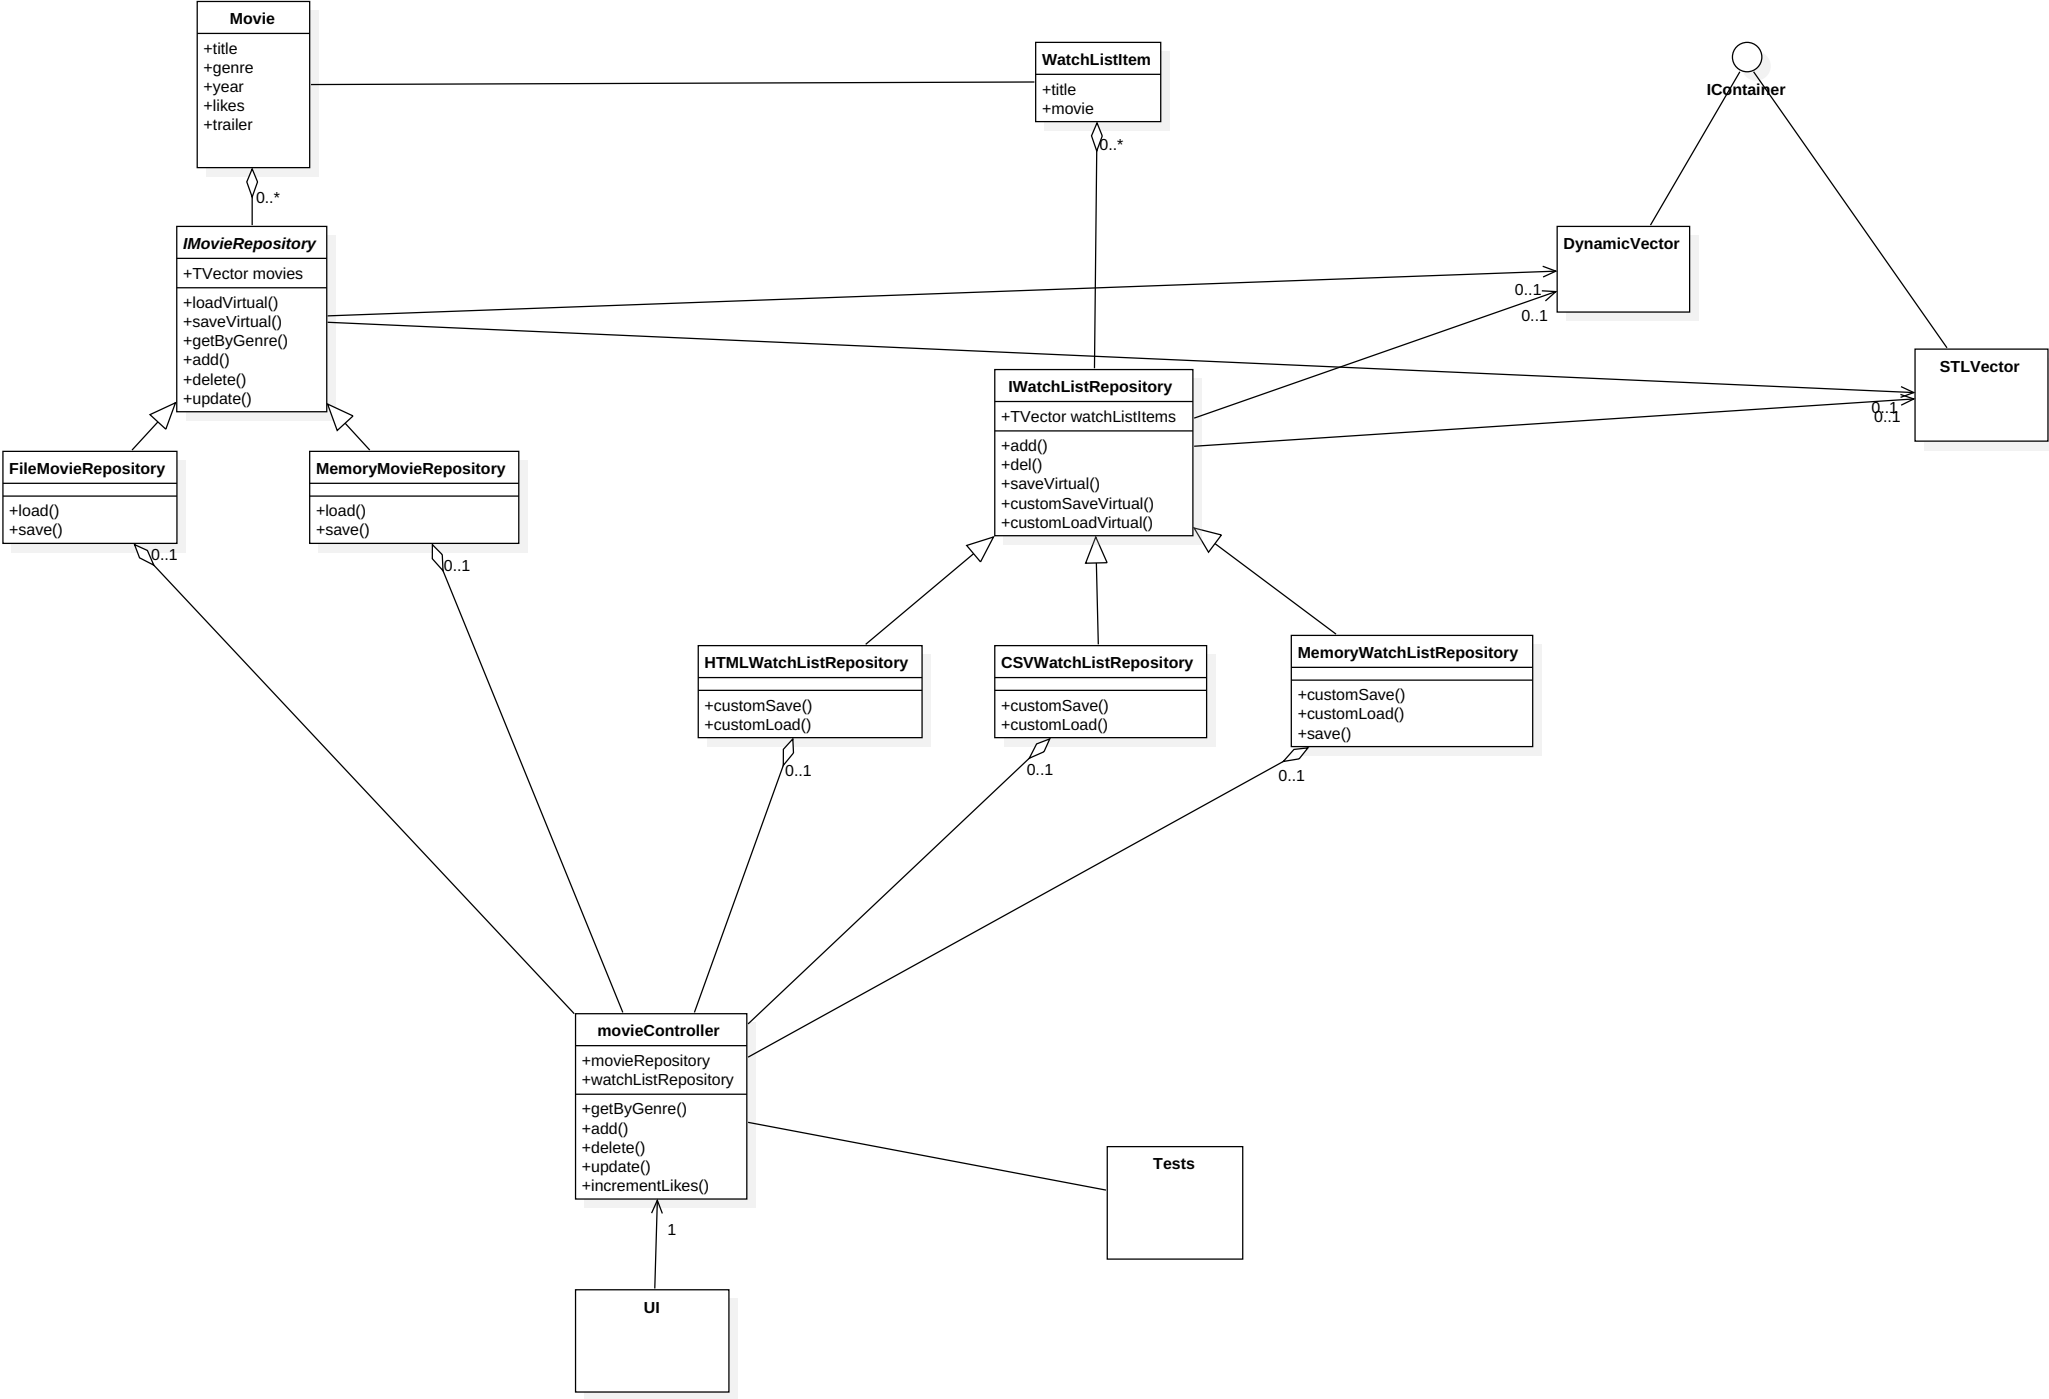 Movie
+title
+genre
+year
+likes
+trailer
WatchListItem
+title
+movie
IContainer
0..*
0..*
IMovieRepository
+TVector movies
+loadVirtual()
+saveVirtual()
+getByGenre()
+add()
+delete()
+update()
DynamicVector
0..1
0..1
STLVector
0..1
0..1
IWatchListRepository
+TVector watchListItems
+add()
+del()
+saveVirtual()
+customSaveVirtual()
+customLoadVirtual()
FileMovieRepository
+load()
+save()
0..1
MemoryMovieRepository
+load()
+save()
0..1
HTMLWatchListRepository
+customSave()
+customLoad()
0..1
CSVWatchListRepository
+customSave()
+customLoad()
0..1
MemoryWatchListRepository
+customSave()
+customLoad()
+save()
0..1
movieController
+movieRepository
+watchListRepository
+getByGenre()
+add()
+delete()
+update()
+incrementLikes()
Tests
1
UI